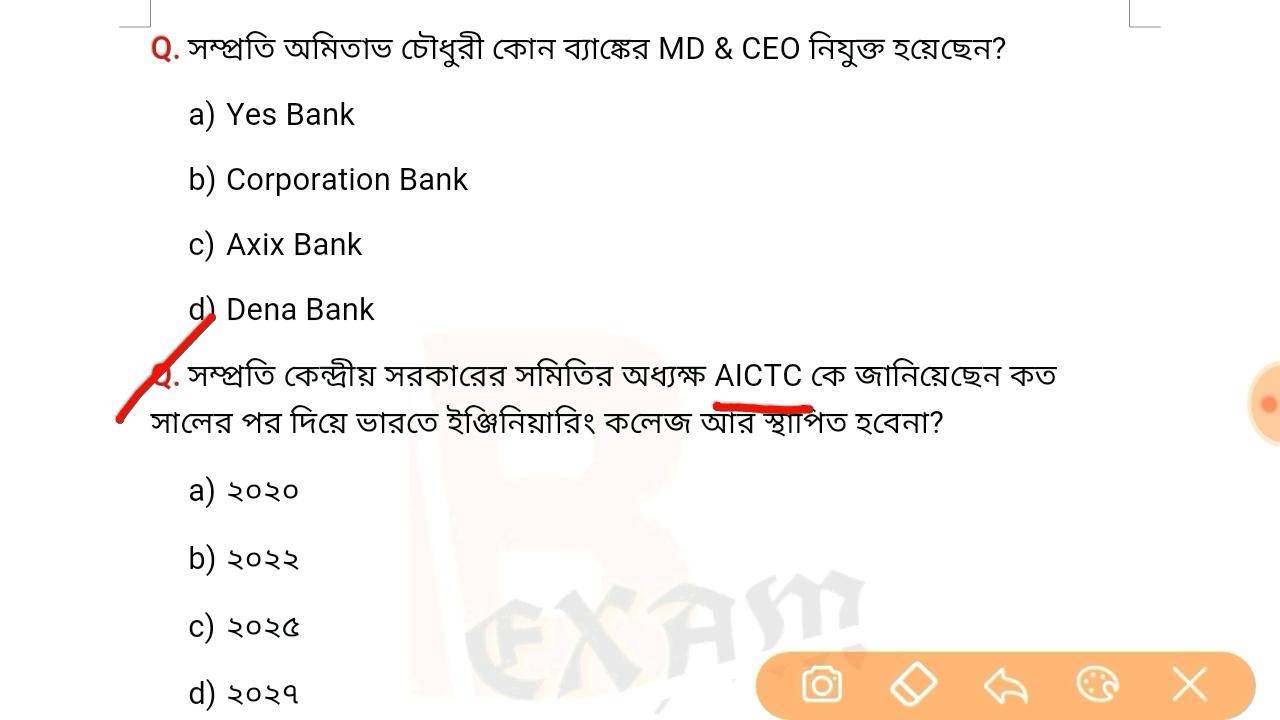 Q. সম্প্রতি অমিতাভ চৌধুরী কোন ব্যাঙ্কের MD & CEO নিযুক্ত হয়েছেন?
a) Yes Bank
b) Corporation Bank
c) Axix Bank
d) Dena Bank
Q. সম্প্রতি কেন্দ্রীয় সরকারের সমিতির অধ্যক্ষ AICTC কে জানিয়েছেন কত
সালের পর দিয়ে ভারতে ইঞ্জিনিয়ারিং কলেজ আর স্থাপিত হবেনা?
a) ২০২০
b) ২০২২
c) ২০২৫
d) ২০২৭
EXAM